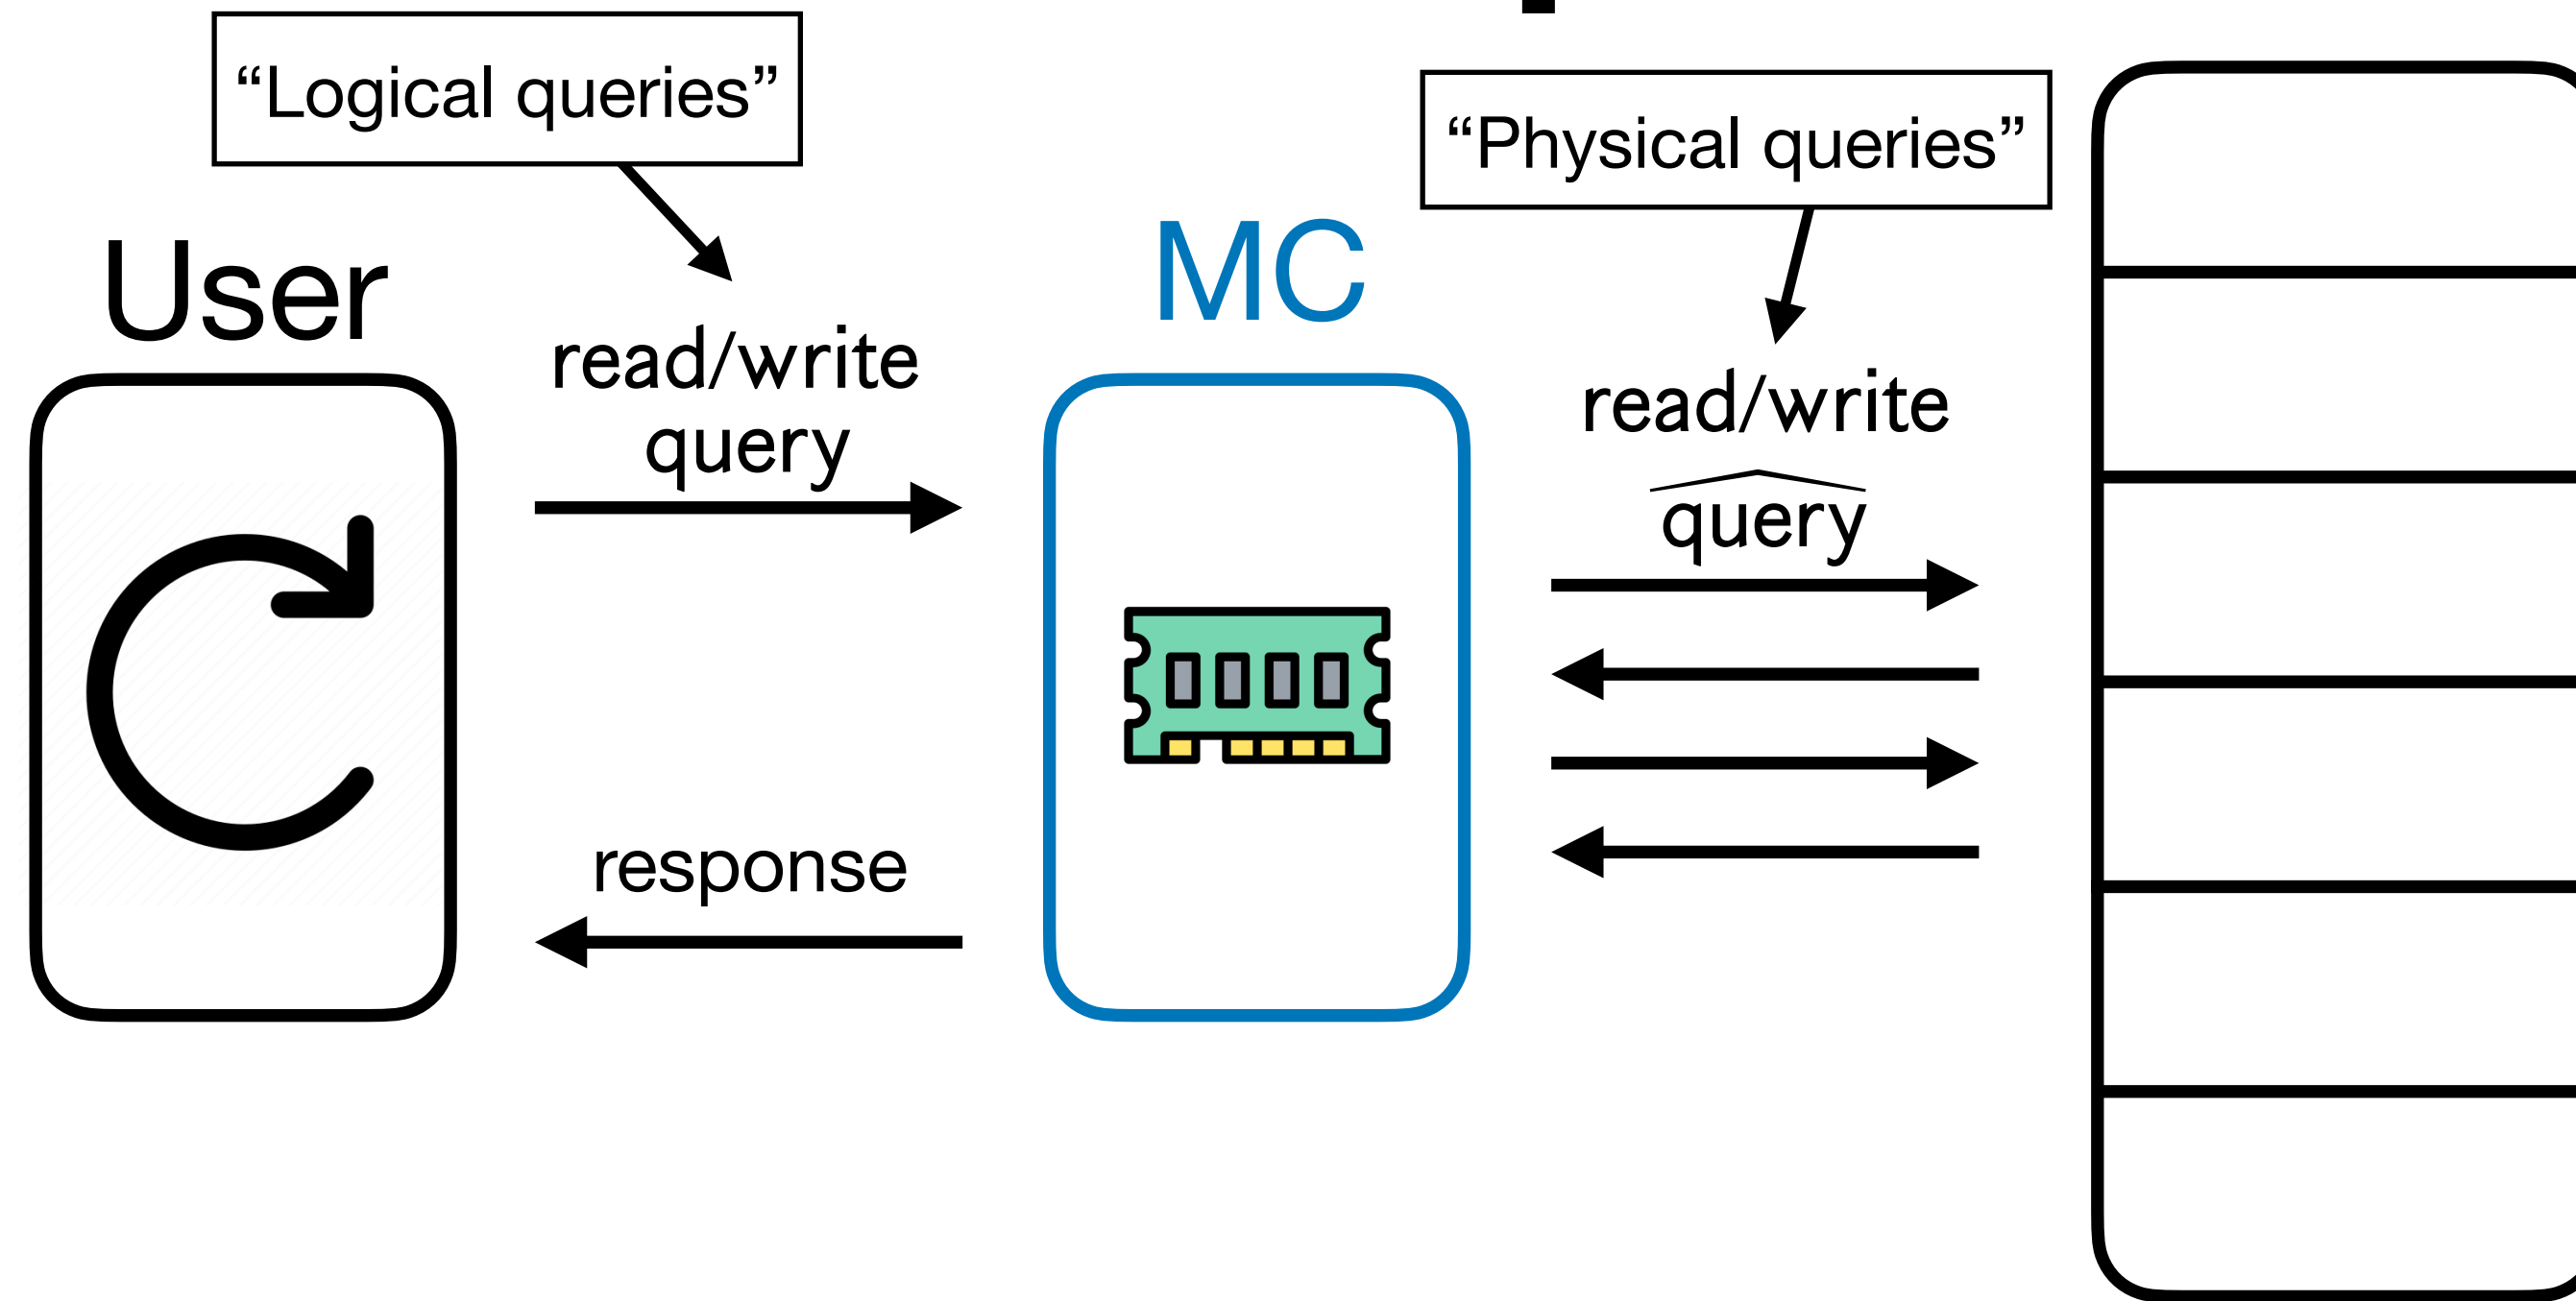 “Logical queries”
“Physical queries”
User
MC
read/write
query
read/write
query
response